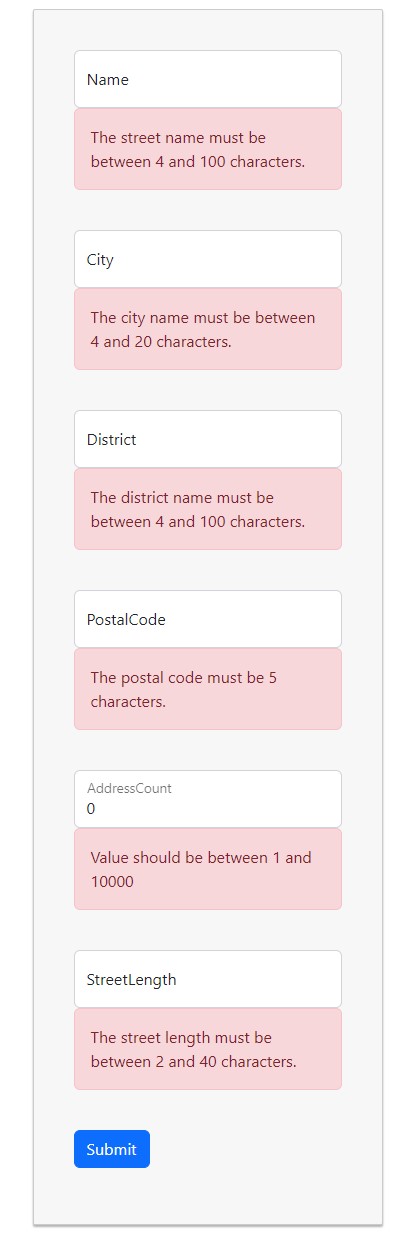 Name
The street name must be
between 4 and 100 characters.
City
The city name must be between
4 and 20 characters.
District
The district name must be
between 4 and 100 characters.
PostalCode
The postal code must be 5
characters.
AddressCount
0
Value should be between 1 and
10000
StreetLength
The street length must be
between 2 and 40 characters.
Submit